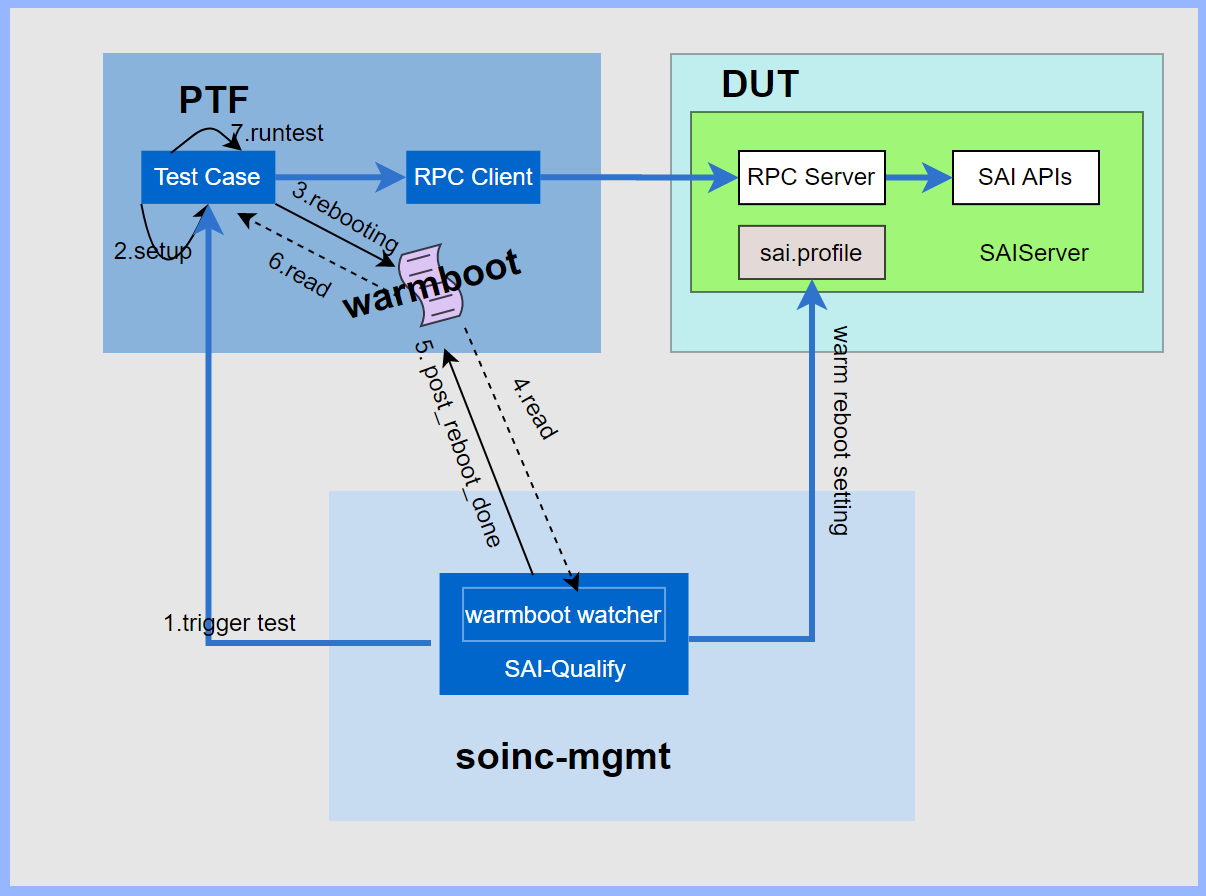 PTF
DUT
7.runtest
Test Case
RPC Client
RPC Server
SAI APIs
3.rebooting
2.setup
6.read
warmboot
sai.profile
SAIServer
5. post_reboot_done
4.read
warm reboot setting
1.trigger test
warmboot watcher
SAI-Qualify
soinc-mgmt